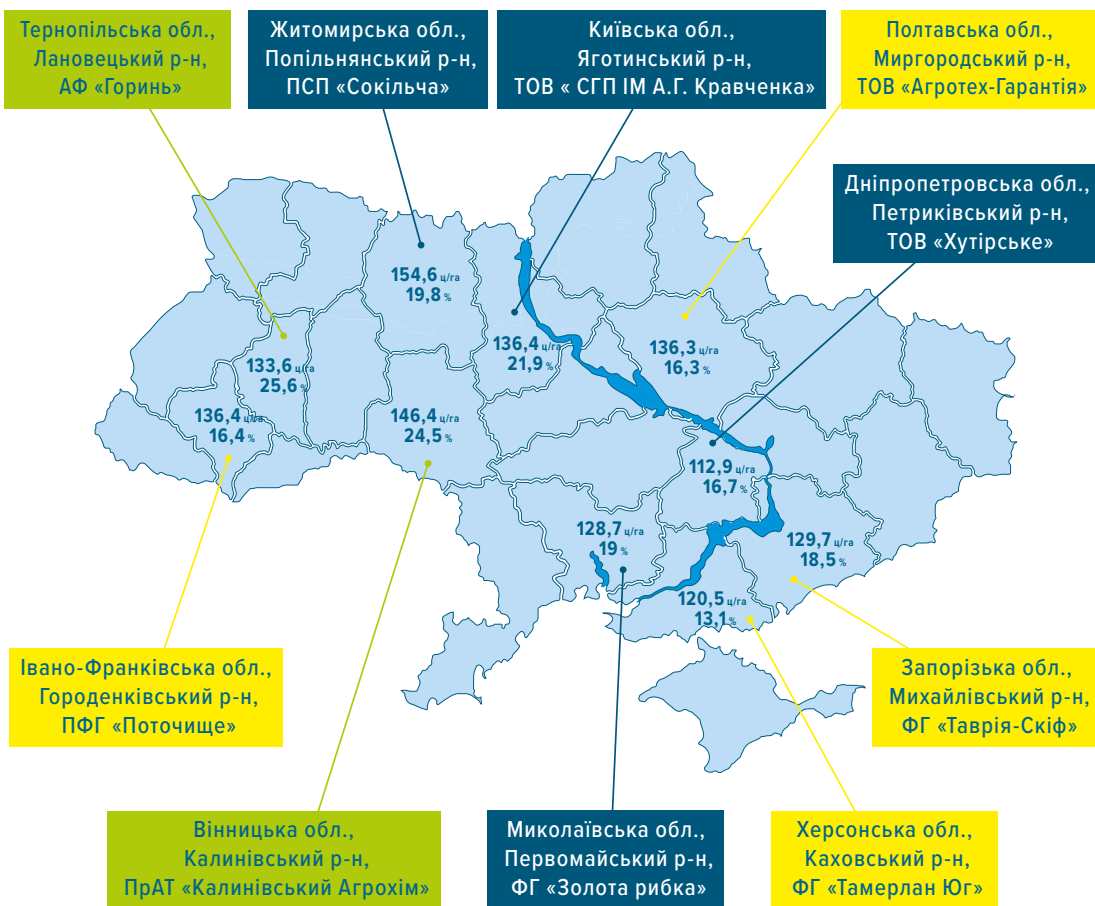 Тернопільська обл.,
Лановецький р-н,
АФ «Горинь»
Житомирська обл.,
Попільнянський р-н,
ПСП «Сокільча»
Київська обл.,
Яготинський р-н,
ТОВ « СГП ІМ А.Г. Кравченка»
Полтавська обл.,
Миргородський р-н,
ТОВ «Агротех-Гарантія»
Дніпропетровська обл.,
Петриківський р-н,
ТОВ «Хутірське»
154,6 ц/га
19,8 %
136,4 ц/га
21,9 %
136,3 ц/га
16,3 %
133,6 ц/га
25,6 %
136,4 ц/га
16,4 %
146,4 ц/га
24,5 %
112,9 ц/га
16,7 %
128,7 ц/га
19 %
129,7 ц/га
18,5 %
120,5 ц/га
13,1 %
Івано-Франківська обл.,
Городенківський р-н,
ПФГ «Поточище»
Запорізька обл.,
Михайлівський р-н,
ФГ «Таврія-Скіф»
Вінницька обл.,
Калинівський р-н,
ПрАТ «Калинівський Агрохім»
Миколаївська обл.,
Первомайський р-н,
ФГ «Золота рибка»
Херсонська обл.,
Каховський р-н,
ФГ «Тамерлан Юг»